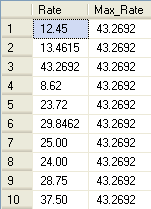 Rate Max_Rate
1 12.45 43.2692
2 13.4615 43.2692
3 43.2692 43.2692
4 8.62 43.2692
5 23.72 43.2692
6 29.8462 43.2692
7 25.00 43.2692
8 24.00 43.2692
9 28.75 43.2692
10 37.50 43.2692